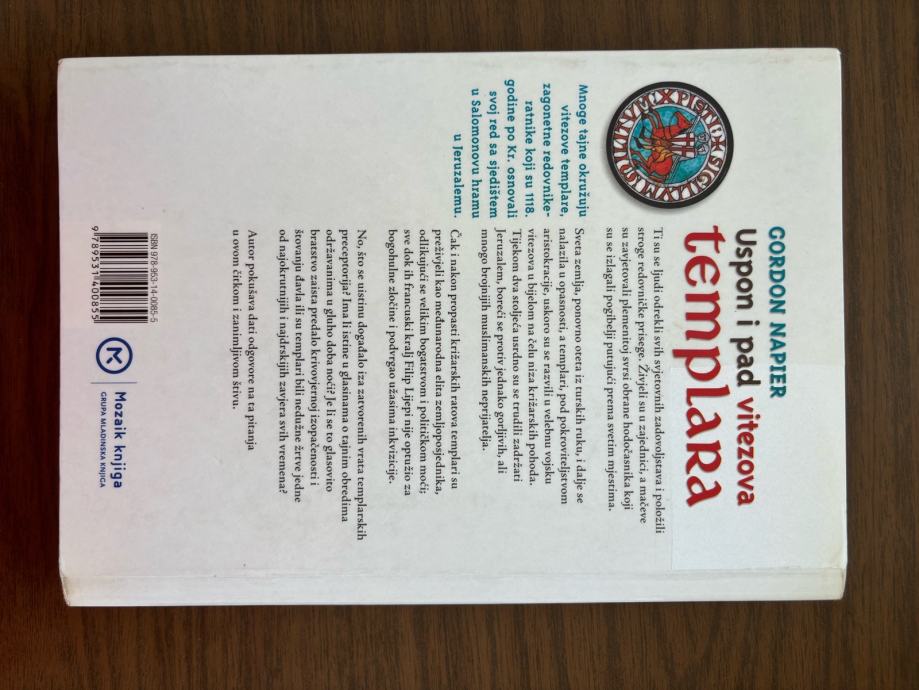 GORDON NAPIER
Uspon i pad vitezova
templara
SIGILLVM MILITVM XPISTI
Mnoge tajne okružuju
vitezove templare,
zagonetne redovnike-
ratnike koji su 1118.
godine po Kr. osnovali
svoj red sa sjedištem
u Salomonovu hramu
u Jeruzalemu.
Ti su se ljudi odrekli svih svjetovnih zadovoljstava i položili
stroge redovničke prisege. Živjeli su u zajednici, a mačeve
su zavjetovali plemenitoj svrsi obrane hodočasnika koji
su se izlagali pogibelji putujući prema svetim mjestima.
Sveta zemlja, ponovno oteta iz turskih ruku, i dalje se
nalazila u opasnosti, a templari, pod pokroviteljstvom
aristokracije, uskoro su se razvili u velebnu vojsku
vitezova u bijelom na čelu niza križarskih pohoda.
Tijekom dva stoljeća usrdno su se trudili zadržati
Jeruzalem, boreći se protiv jednako gorljivih, ali
mnogo brojnijih muslimanskih neprijatelja.
Čak i nakon propasti križarskih ratova templari su
preživjeli kao međunarodna elita zemljoposjednika,
odlikujući se velikim bogatstvom i političkom moći;
sve dok ih francuski kralj Filip Lijepi nije optužio za
bogohulne zločine i podvrgao užasima inkvizicije.
No, što se uistinu događalo iza zatvorenih vrata templarskih
preceptorija? Ima li istine u glasinama o tajnim obredima
održavanima u gluho doba noći? Je li se to glasovito
bratstvo zaista predalo krivovjernoj izopačenosti i
štovanju đavla ili su templari bili nedužne žrtve jedne
od najokrutnijih i najdrskijih zavjera svih vremena?
Autor pokušava dati odgovore na ta pitanja
u ovom čitkom i zanimljivom štivu.
ISBN 978-953-14-0085-5
9 789531 400855
Mozaik knjiga
GRUPA MLADINSKA KNJIGA